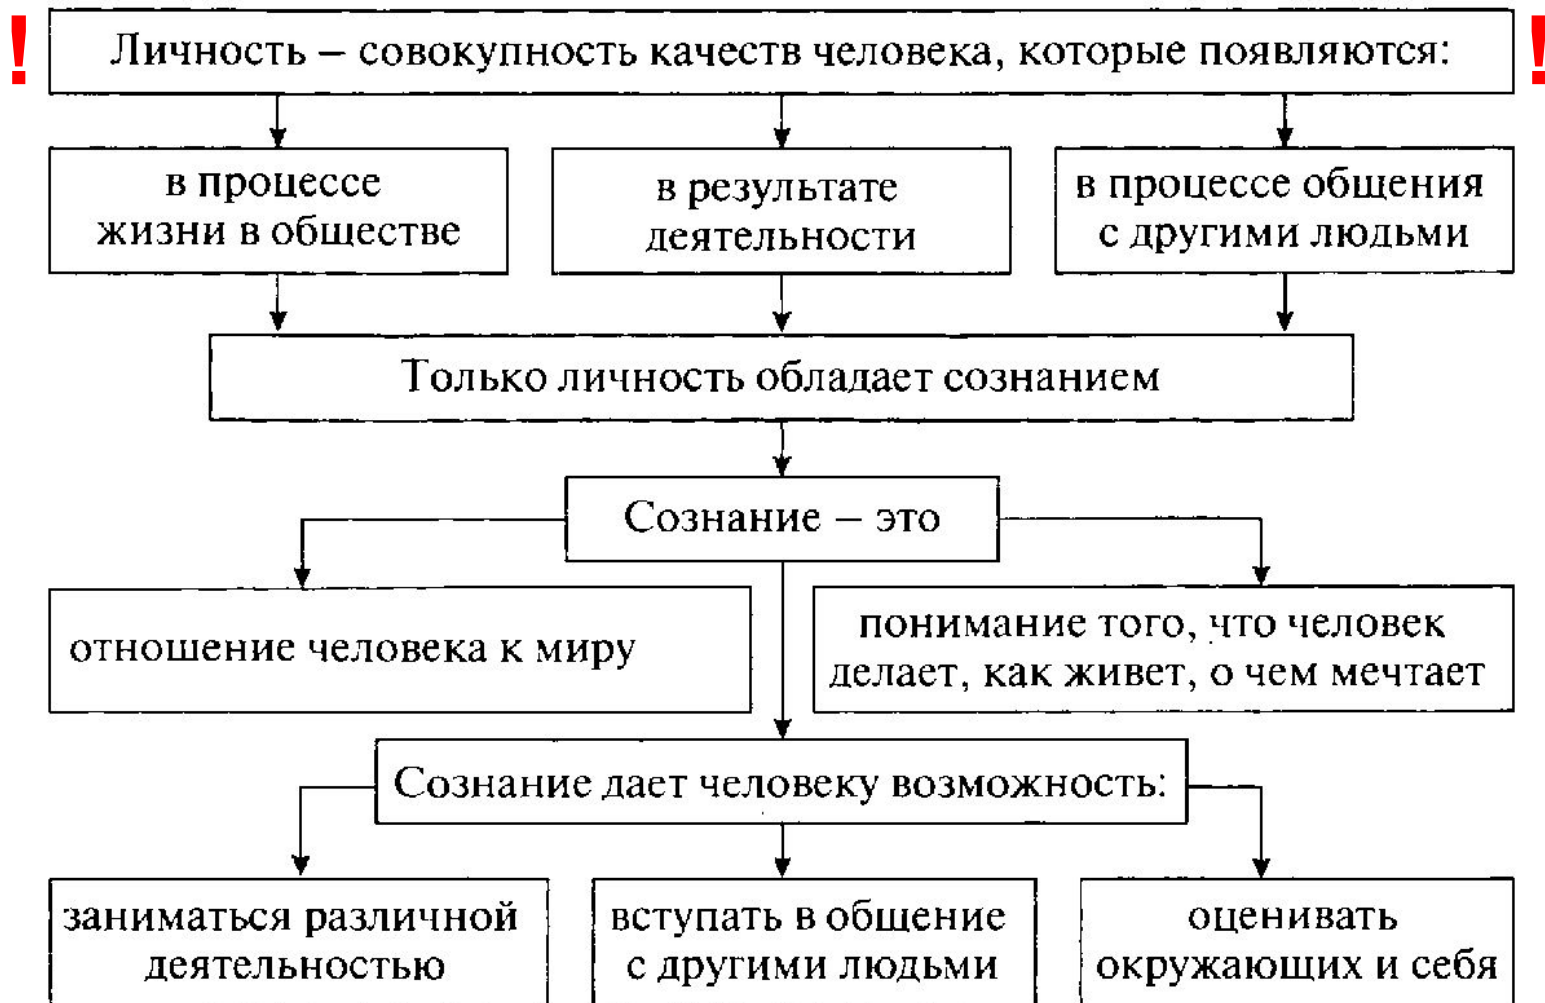 ! Личность – совокупность качеств человека, которые появляются: !
в процессе
жизни в обществе
в результате
деятельности
в процессе общения
с другими людьми
Только личность обладает сознанием
Сознание – это
отношение человека к миру
понимание того, что человек
делает, как живет, о чем мечтает
Сознание дает человеку возможность:
заниматься различной
деятельностью
вступать в общение
с другими людьми
оценивать
окружающих и себя